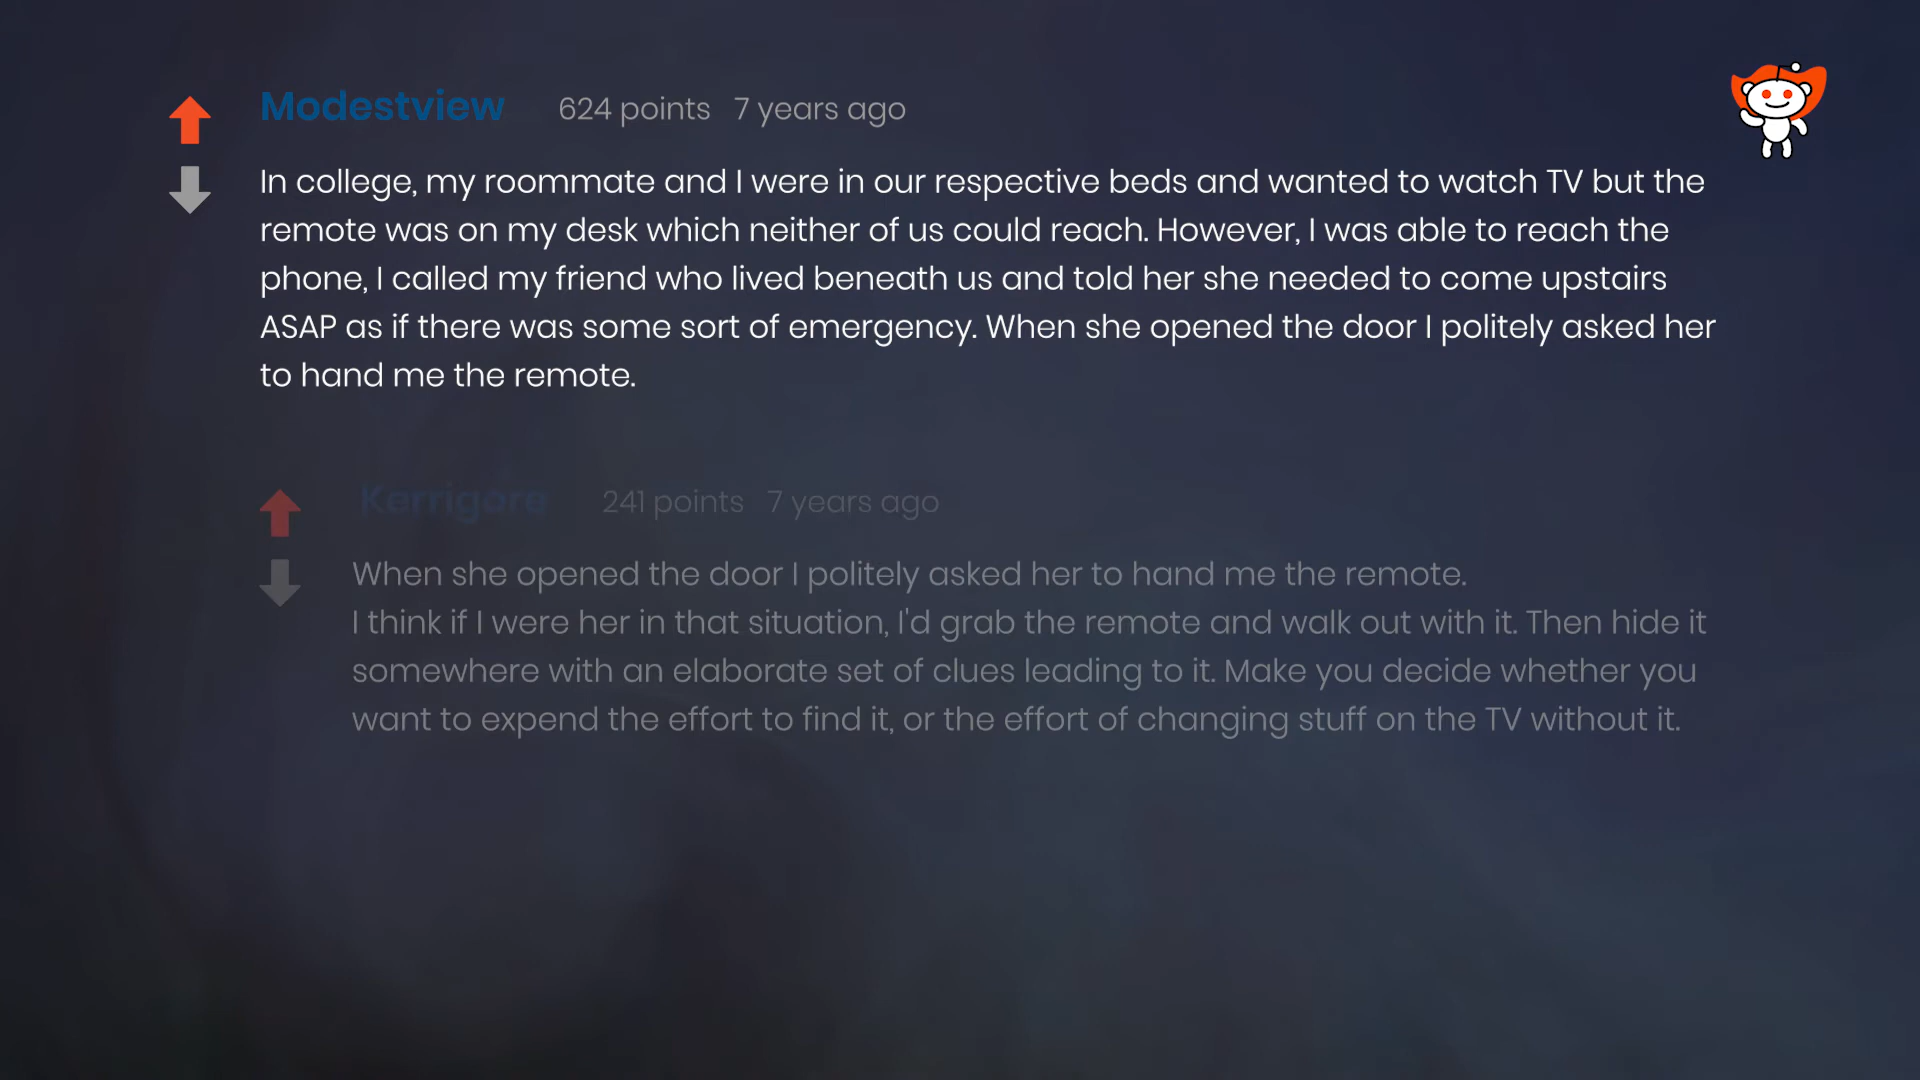 Modestview 624 points 7 years ago
In college, my roommate and I were in our respective beds and wanted to watch TV but the
remote was on my desk which neither of us could reach. However, I was able to reach the
phone, I called my friend who lived beneath us and told her she needed to come upstairs
ASAP as if there was some sort of emergency. When she opened the door I politely asked her
to hand me the remote.
Kerrigore 241 points 7 years ago
When she opened the door I politely asked her to hand me the remote.
I think if I were her in that situation, I'd grab the remote and walk out with it. Then hide it
somewhere with an elaborate set of clues leading to it. Make you decide whether you
want to expend the effort to find it, or the effort of changing stuff on the TV without it.